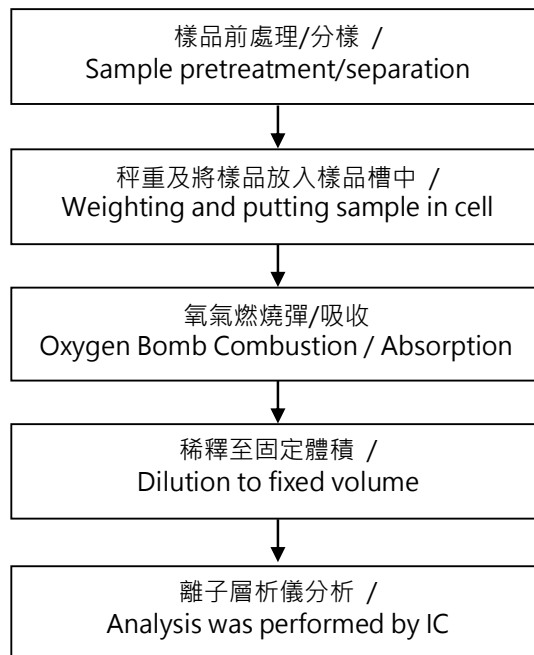 樣品前處理/分樣 /
Sample pretreatment/separation
秤重及將樣品放入樣品槽中 /
Weighting and putting sample in cell
氧氣燃燒彈/吸收
Oxygen Bomb Combustion / Absorption
稀釋至固定體積 /
Dilution to fixed volume
離子層析儀分析 /
Analysis was performed by IC